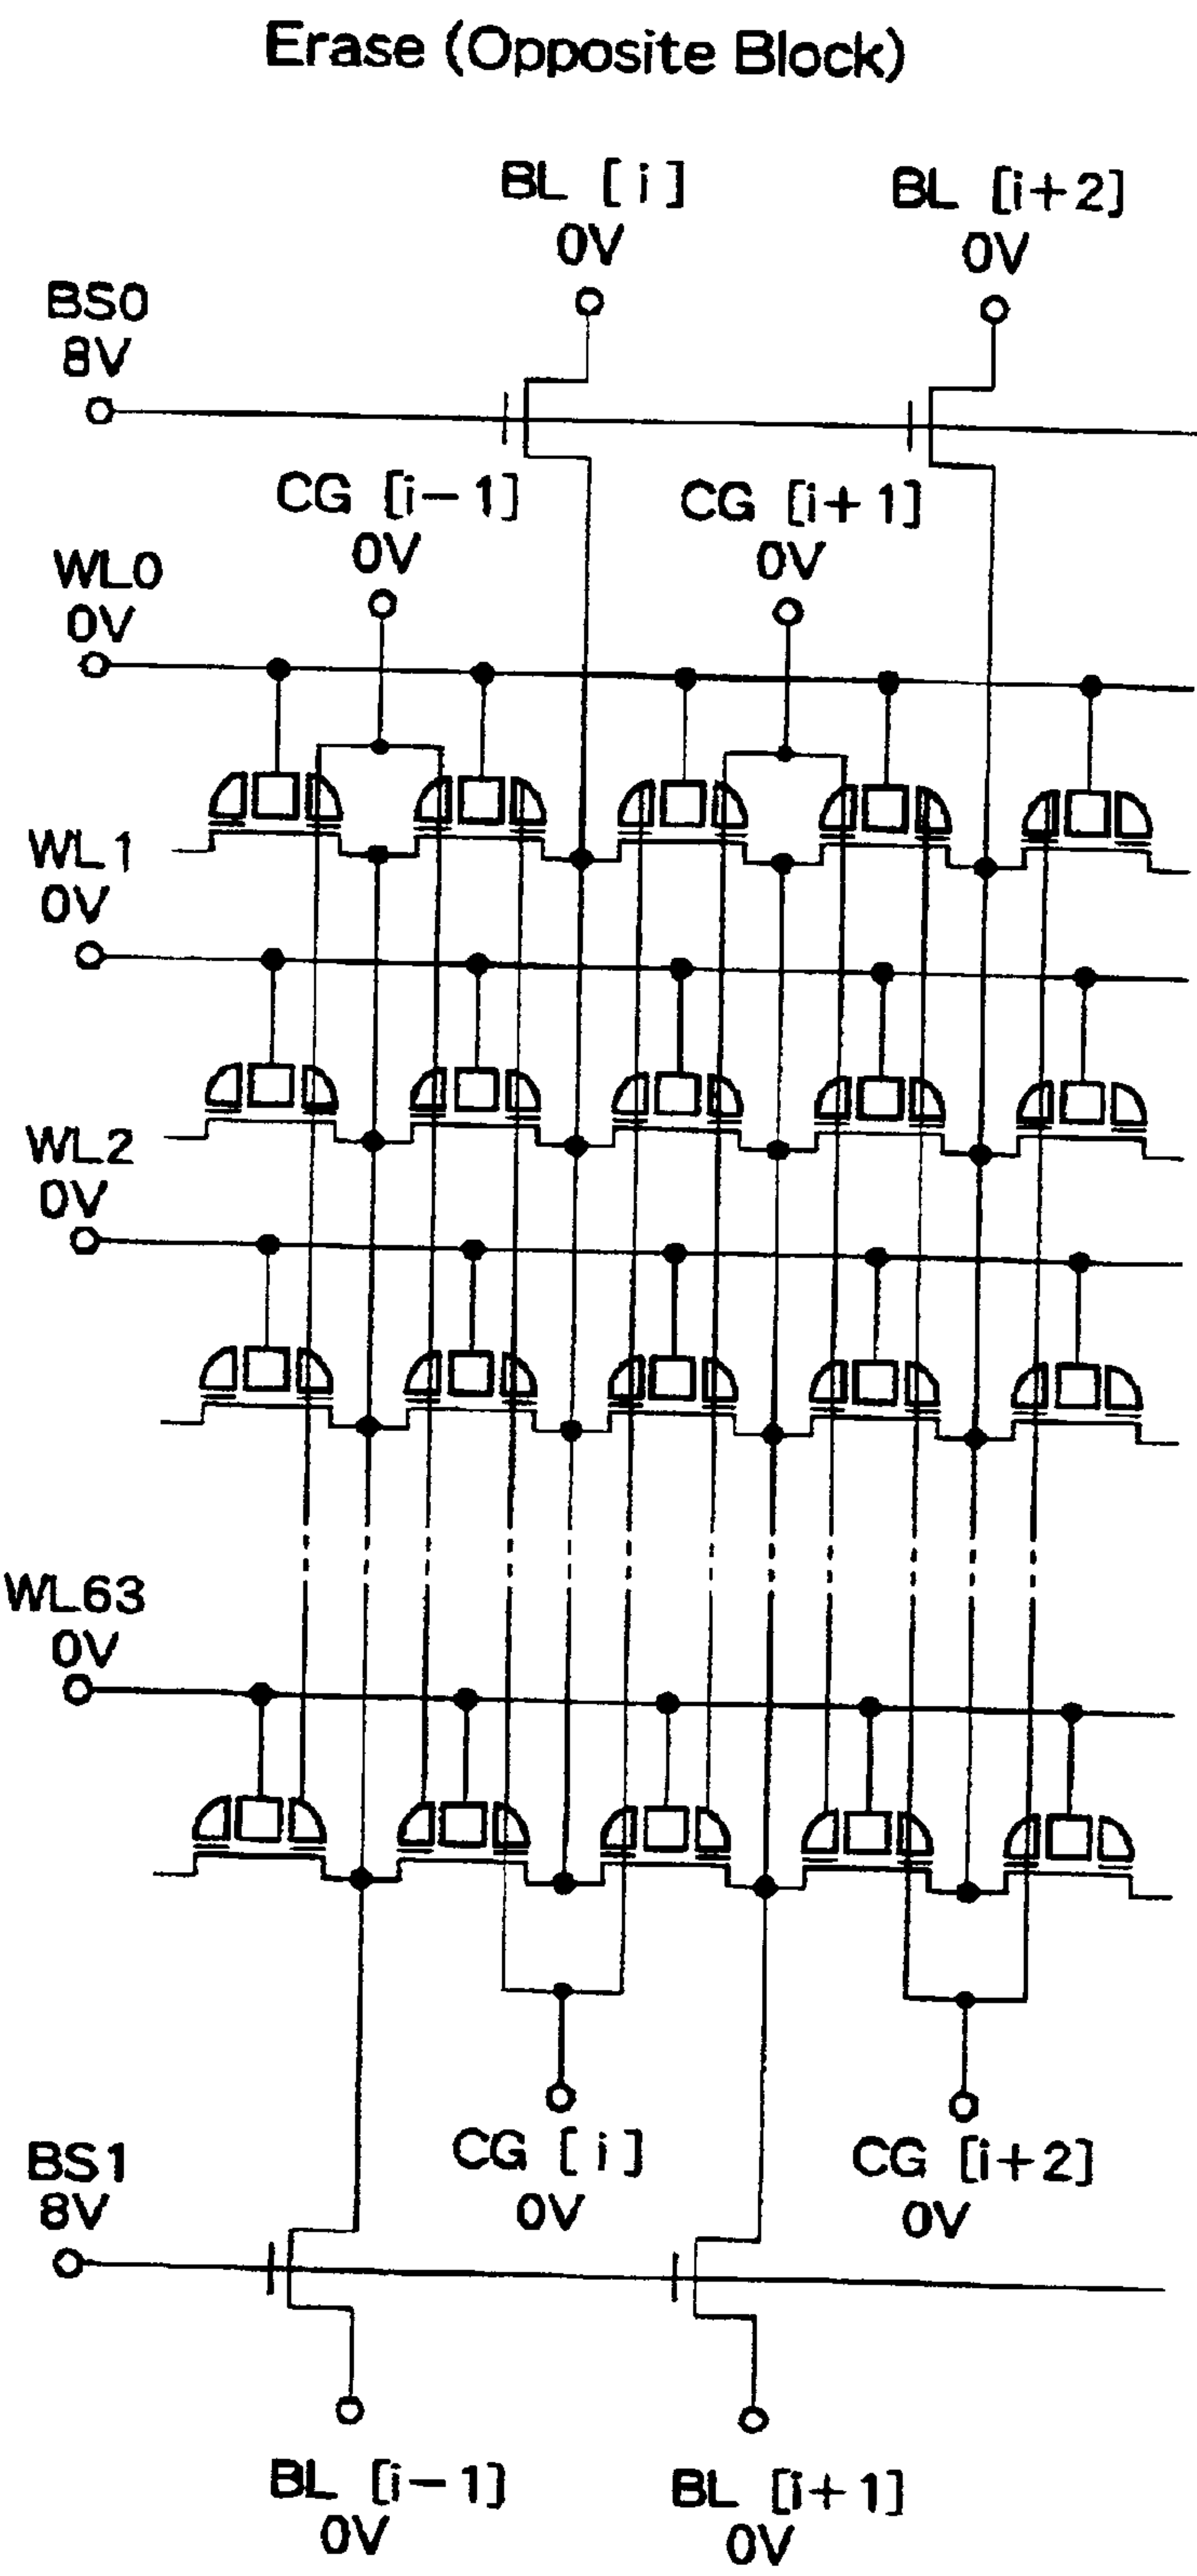 Erase (Opposite Block)
BL [i]
0V
BL [i+2]
0V
BS0
8V
CG [i-1]
0V
CG [i+1]
0V
WL0
0V
WL1
0V
WL2
0V
WL63
0V
CG [i]
0V
CG [i+2]
0V
BS1
8V
BL [i-1]
0V
BL [i+1]
0V